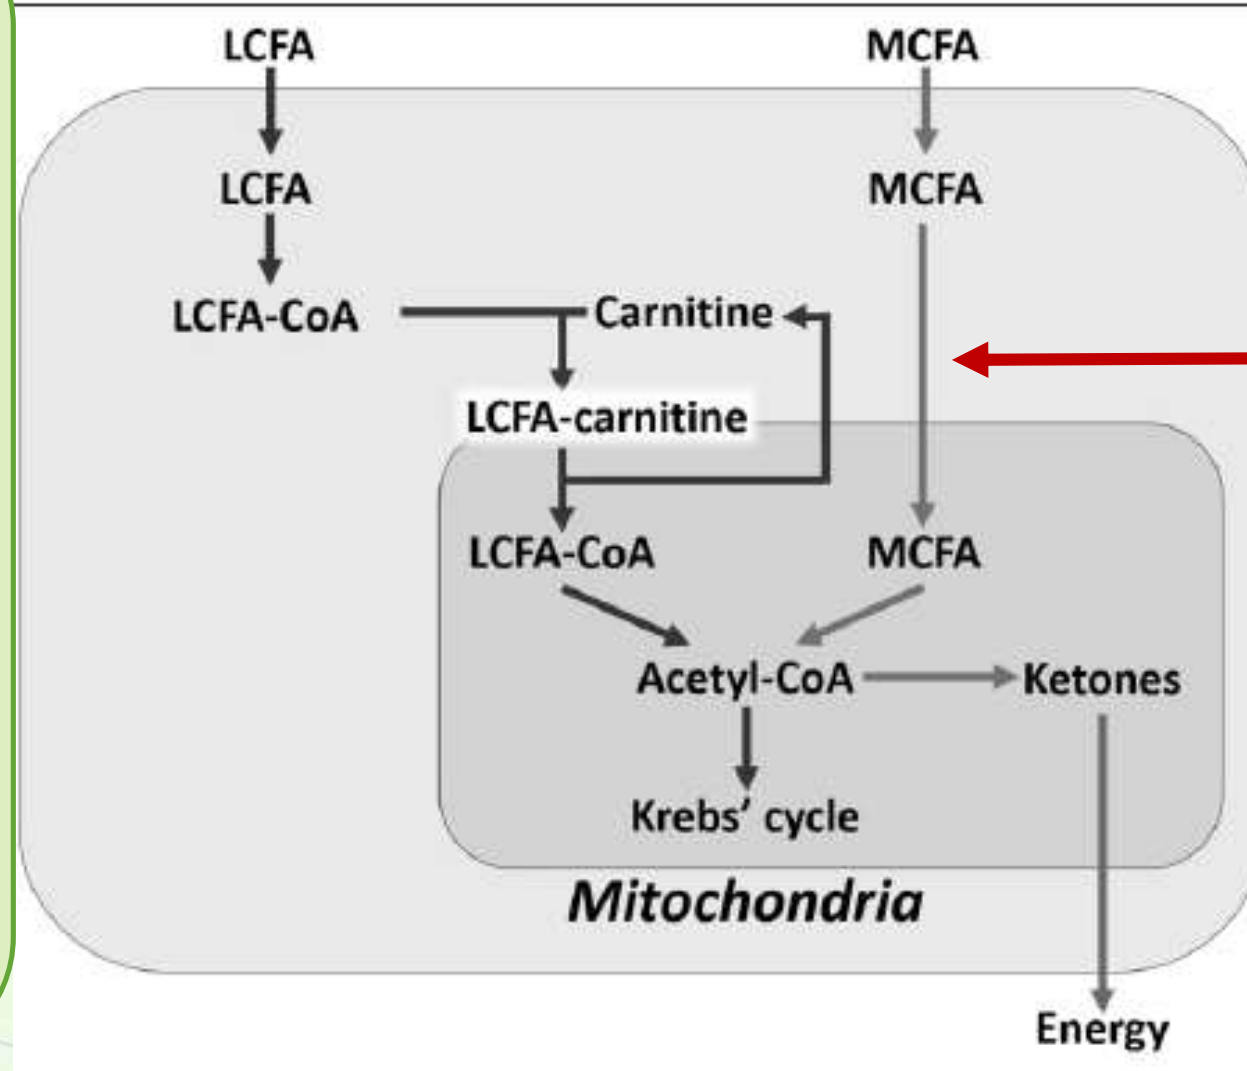 LCFA
MCFA
LCFA
MCFA
LCFA-CoA
Carnitine
LCFA-carnitine
LCFA-CoA
MCFA
Acetyl-CoA
Ketones
Krebs’ cycle
Mitochondria
Energy